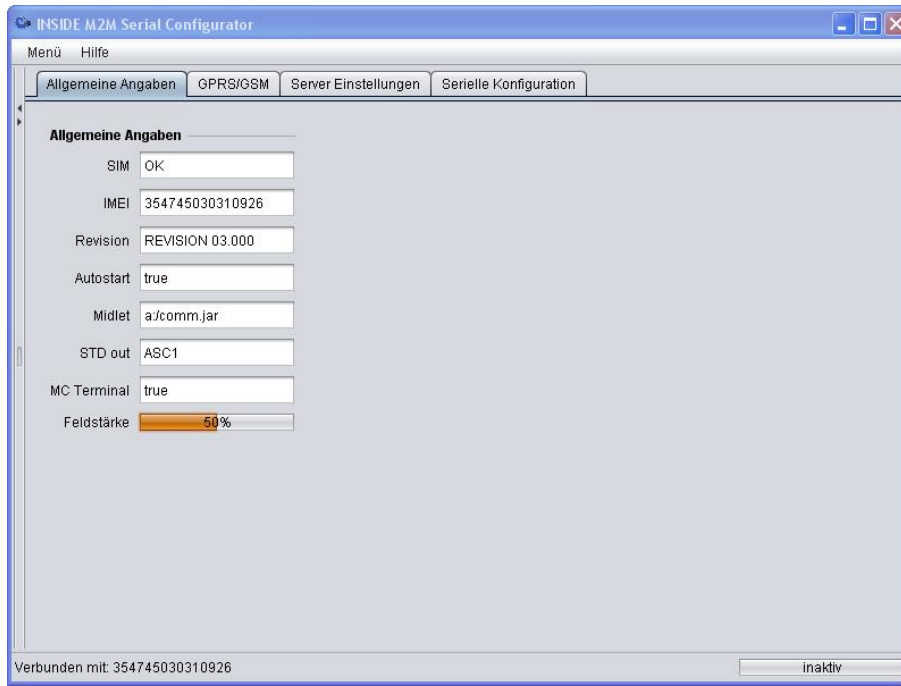 INSIDE M2M Serial Configurator
Menü Hilfe
Allgemeine Angaben GPRS/GSM Server Einstellungen Serielle Konfiguration
Allgemeine Angaben
SIM OK
IMEI 354745030310926
Revision REVISION 03.000
Autostart true
Midlet a:/comm.jar
STD out ASC1
MC Terminal true
Feldstärke 50%
Verbunden mit: 354745030310926 inaktiv